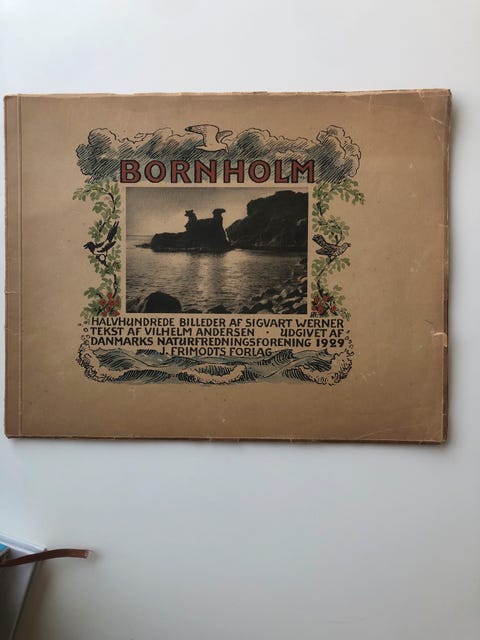 BORNHOLM
HALVHUNDREDE BILLEDER AF SIGVART WERNER
TEKST AF VILHELM ANDERSEN · UDGIVET AF
DANMARKS NATURFREDNINGSFORENING 1929
J. FRIMODTS FORLAG